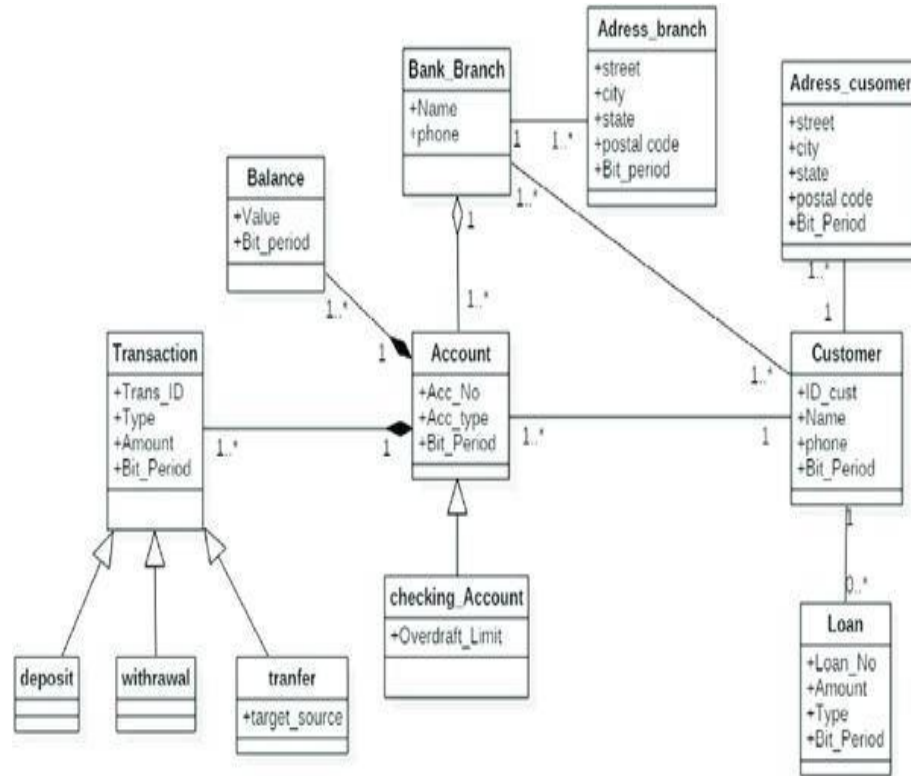 Adress_branch
+street
+city
+state
+postal code
+Bit_period
Bank_Branch
+Name
+phone
Adress_cusomer
+street
+city
+state
+postal code
+Bit_Period
1
1..*
Balance
+Value
+Bit_period
1..*
1
1..*
1..*
1..*
1
1
1..*
Transaction
+Trans_ID
+Type
+Amount
+Bit_Period
Account
+Acc_No
+Acc_type
+Bit_Period
Customer
+ID_cust
+Name
+phone
+Bit_Period
1..*
1
1..*
1
1
0..*
checking_Account
+Overdraft_Limit
Loan
+Loan_No
+Amount
+Type
+Bit_Period
deposit
withrawal
tranfer
+target_source